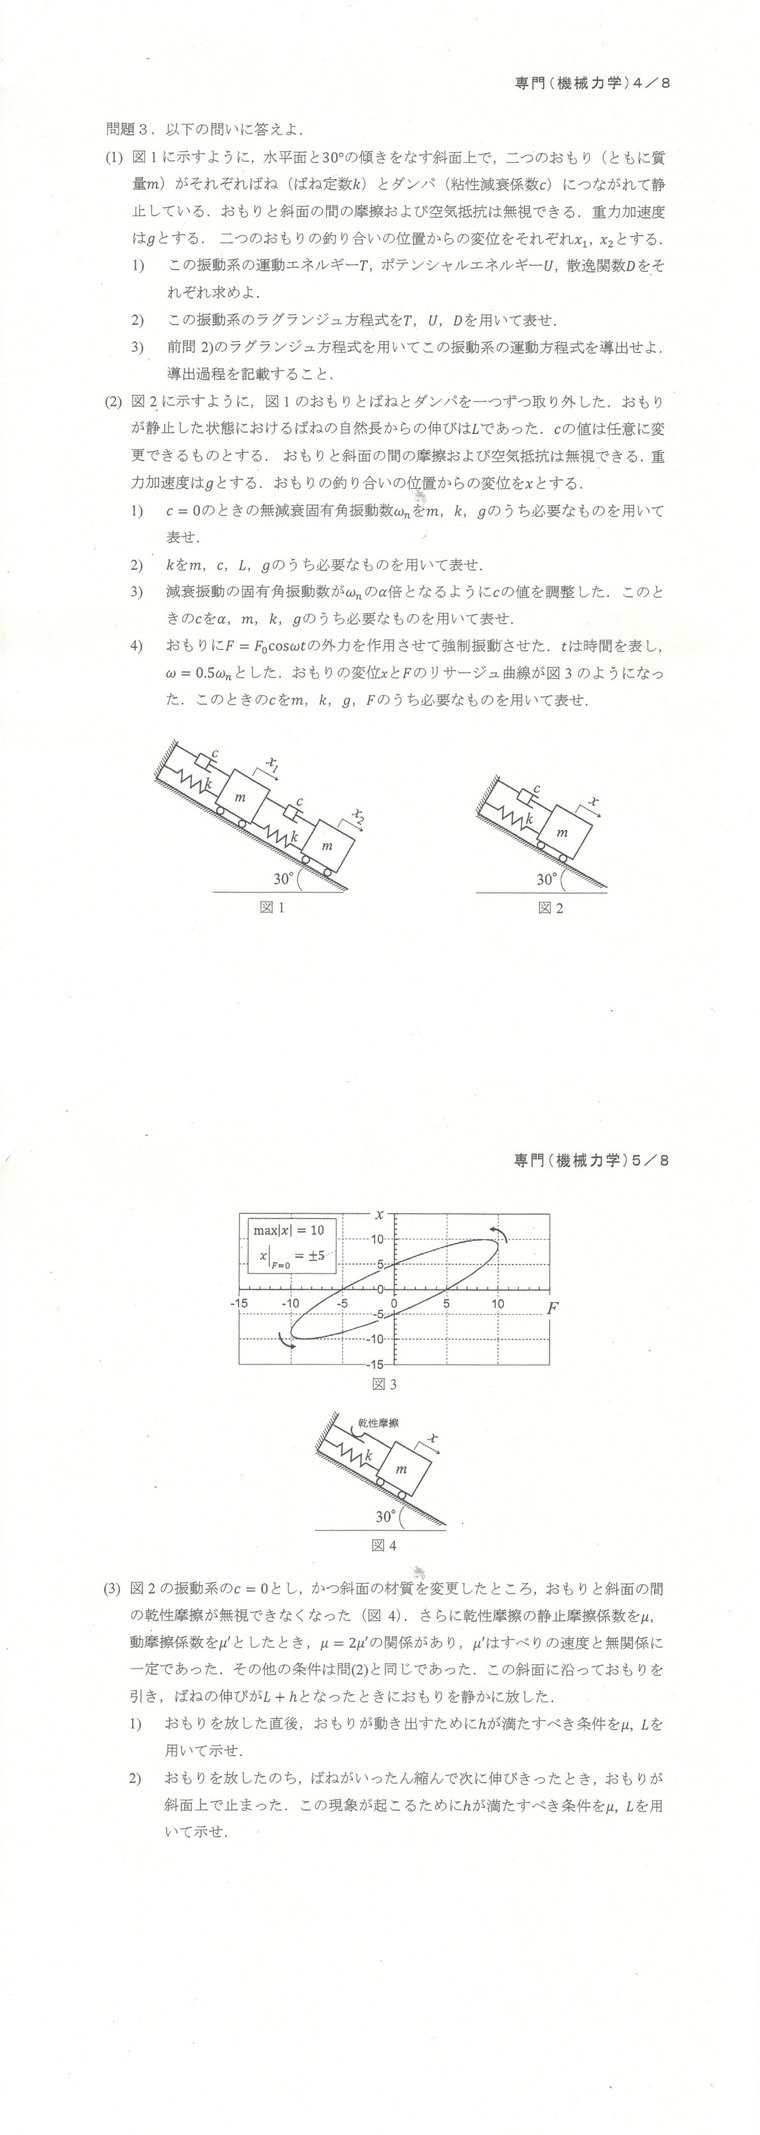 専門(機械力学)4/8
問題3．以下の問いに答えよ．
(1) 図1に示すように，水平面と30°の傾きをなす斜面上で，二つのおもり（ともに質
量m）がそれぞればね（ばね定数k）とダンパ（粘性減衰係数c）につながれて静
止している．おもりと斜面の間の摩擦および空気抵抗は無視できる．重力加速度
はgとする． 二つのおもりの釣り合いの位置からの変位をそれぞれx₁, x₂とする．
1) この振動系の運動エネルギーT，ポテンシャルエネルギーU，散逸関数Dをそ
れぞれ求めよ．
2) この振動系のラグランジュ方程式をT，U，Dを用いて表せ．
3) 前問 2)のラグランジュ方程式を用いてこの振動系の運動方程式を導出せよ．
導出過程を記載すること．
(2) 図2に示すように，図1のおもりとばねとダンパを一つずつ取り外した．おもり
が静止した状態におけるばねの自然長からの伸びはLであった．cの値は任意に変
更できるものとする． おもりと斜面の間の摩擦および空気抵抗は無視できる．重
力加速度はgとする．おもりの釣り合いの位置からの変位をxとする．
1) c = 0のときの無減衰固有角振動数ωₙをm，k，gのうち必要なものを用いて
表せ．
2) kをm，c，L，gのうち必要なものを用いて表せ．
3) 減衰振動の固有角振動数がωₙのα倍となるようにcの値を調整した．このと
きのcをα，m，k，gのうち必要なものを用いて表せ．
4) おもりにF = F₀cosωtの外力を作用させて強制振動させた．tは時間を表し，
ω = 0.5ωₙとした．おもりの変位xとFのリサージュ曲線が図3のようになっ
た．このときのcをm，k，g，Fのうち必要なものを用いて表せ．
c
x₁
k
m
c
x₂
k
m
30°
図1
c
x
k
m
30°
図2
専門(機械力学)5/8
max|x| = 10
x|F=0 = ±5
x
10
5
0
-5
-10
-15
-15 -10 -5 0 5 10 F
図3
乾性摩擦
x
k
m
30°
図4
(3) 図2の振動系のc = 0とし，かつ斜面の材質を変更したところ，おもりと斜面の間
の乾性摩擦が無視できなくなった（図4）．さらに乾性摩擦の静止摩擦係数をμ，
動摩擦係数をμ′としたとき，μ = 2μ′の関係があり，μ′はすべりの速度と無関係に
一定であった．その他の条件は問(2)と同じであった．この斜面に沿っておもりを
引き，ばねの伸びがL + hとなったときにおもりを静かに放した．
1) おもりを放した直後，おもりが動き出すためにhが満たすべき条件をμ, Lを
用いて示せ．
2) おもりを放したのち，ばねがいったん縮んで次に伸びきったとき，おもりが
斜面上で止まった．この現象が起こるためにhが満たすべき条件をμ, Lを用
いて示せ．